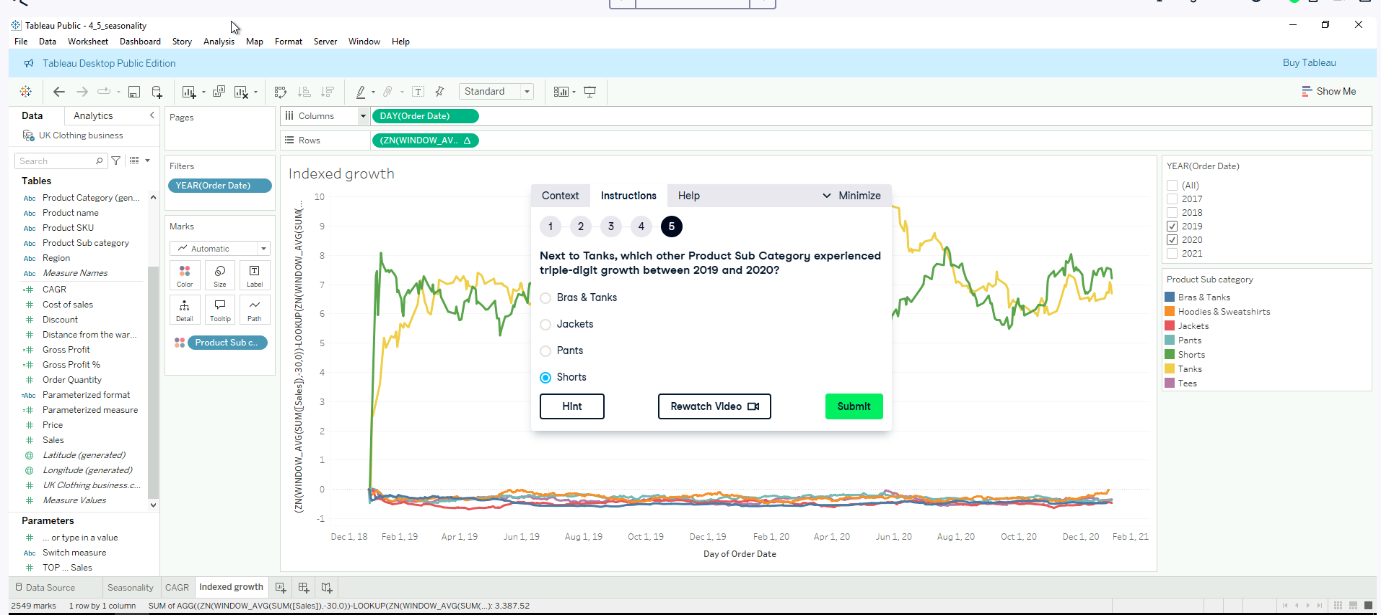 Tableau Public - 4_5_seasonality
File Data Worksheet Dashboard Story Analysis Map Format Server Window Help
Tableau Desktop Public Edition
Buy Tableau
Standard
Show Me
Data Analytics
UK Clothing business
Search
Tables
Abc Product Category (gen...
Abc Product name
Abc Product SKU
Abc Product Sub category
Abc Region
Abc Measure Names
CAGR
Cost of sales
Discount
Distance from the war...
Gross Profit
Gross Profit %
Order Quantity
Abc Parameterized format
Parameterized measure
Price
Sales
Latitude (generated)
Longitude (generated)
UK Clothing business.c...
Measure Values
Parameters
... or type in a value
Abc Switch measure
TOP ... Sales
Pages
Filters
YEAR(Order Date)
Marks
Automatic
Color Size Label
Detail Tooltip Path
Product Sub c..
Columns DAY(Order Date)
Rows (ZN(WINDOW_AV.. Δ
Indexed growth
(ZN(WINDOW_AVG(SUM([Sales]),-30,0))-LOOKUP(ZN(WINDOW_AVG(SUM(...
10
9
8
7
6
5
4
3
2
1
0
-1
Dec 1, 18 Feb 1, 19 Apr 1, 19 Jun 1, 19 Aug 1, 19 Oct 1, 19 Dec 1, 19 Feb 1, 20 Apr 1, 20 Jun 1, 20 Aug 1, 20 Oct 1, 20 Dec 1, 20 Feb 1, 21
Day of Order Date
Context Instructions Help Minimize
1 2 3 4 5
Next to Tanks, which other Product Sub Category experienced
triple-digit growth between 2019 and 2020?
Bras & Tanks
Jackets
Pants
Shorts
Hint Rewatch Video Submit
YEAR(Order Date)
(All)
2017
2018
2019
2020
2021
Product Sub category
Bras & Tanks
Hoodies & Sweatshirts
Jackets
Pants
Shorts
Tanks
Tees
Data Source Seasonality CAGR Indexed growth
2549 marks 1 row by 1 column SUM of AGG((ZN(WINDOW_AVG(SUM([Sales]),-30,0))-LOOKUP(ZN(WINDOW_AVG(SUM(...): 3,387.52